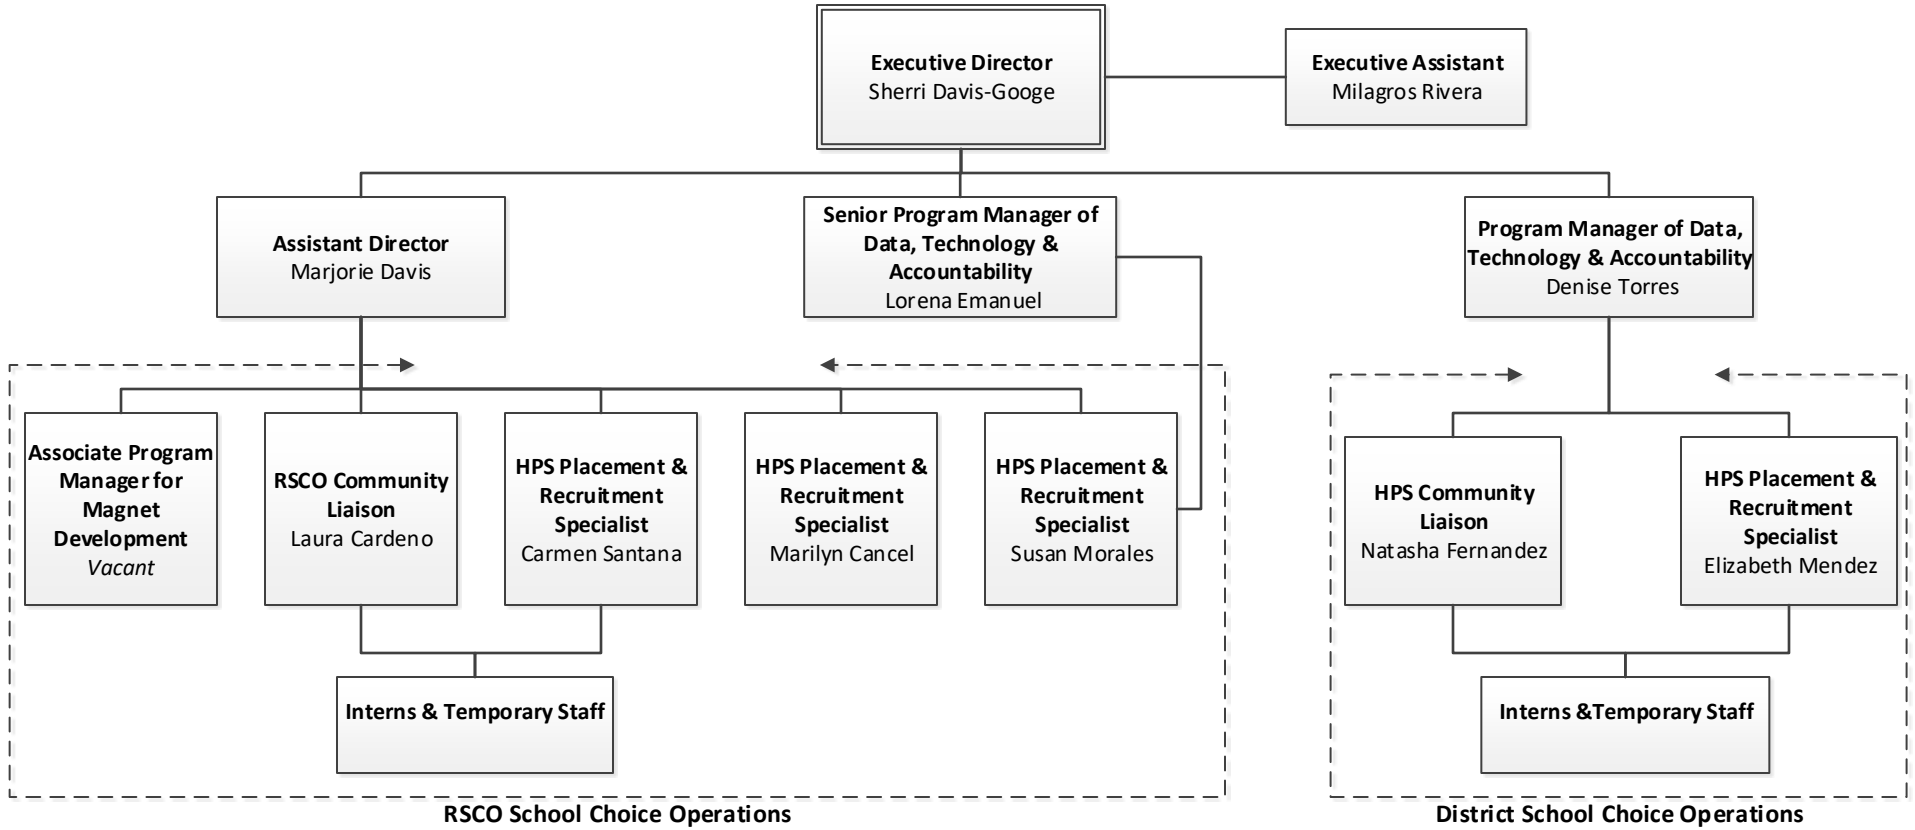 Executive Director
Sherri Davis-Googe
Executive Assistant
Milagros Rivera
Assistant Director
Marjorie Davis
Senior Program Manager of
Data, Technology &
Accountability
Lorena Emanuel
Program Manager of Data,
Technology & Accountability
Denise Torres
Associate Program
Manager for
Magnet
Development
Vacant
RSCO Community
Liaison
Laura Cardeno
HPS Placement &
Recruitment
Specialist
Carmen Santana
HPS Placement &
Recruitment
Specialist
Marilyn Cancel
HPS Placement &
Recruitment
Specialist
Susan Morales
HPS Community
Liaison
Natasha Fernandez
HPS Placement &
Recruitment
Specialist
Elizabeth Mendez
Interns & Temporary Staff
Interns &Temporary Staff
RSCO School Choice Operations
District School Choice Operations